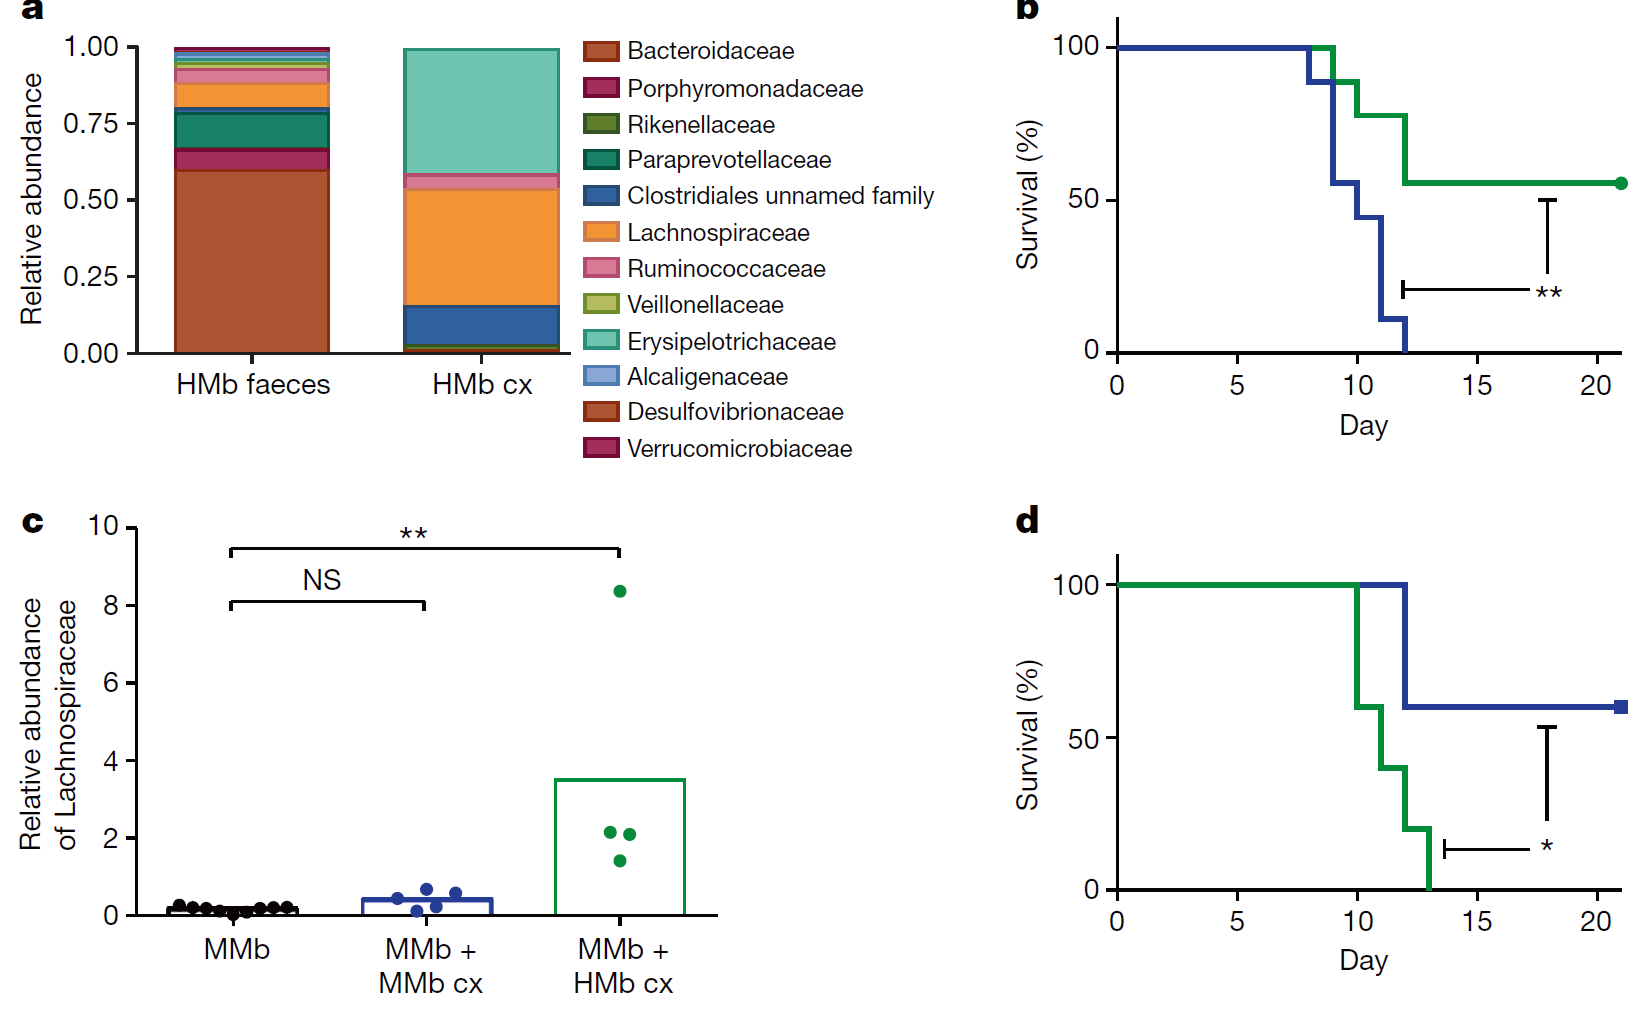 a
1.00
0.75
0.50
0.25
0.00
Relative abundance
HMb faeces
HMb cx
Bacteroidaceae
Porphyromonadaceae
Rikenellaceae
Paraprevotellaceae
Clostridiales unnamed family
Lachnospiraceae
Ruminococcaceae
Veillonellaceae
Erysipelotrichaceae
Alcaligenaceae
Desulfovibrionaceae
Verrucomicrobiaceae
b
100
50
0
Survival (%)
**
0 5 10 15 20
Day
c
10
8
6
4
2
0
Relative abundance
of Lachnospiraceae
**
NS
MMb
MMb +
MMb cx
MMb +
HMb cx
d
100
50
0
Survival (%)
*
0 5 10 15 20
Day